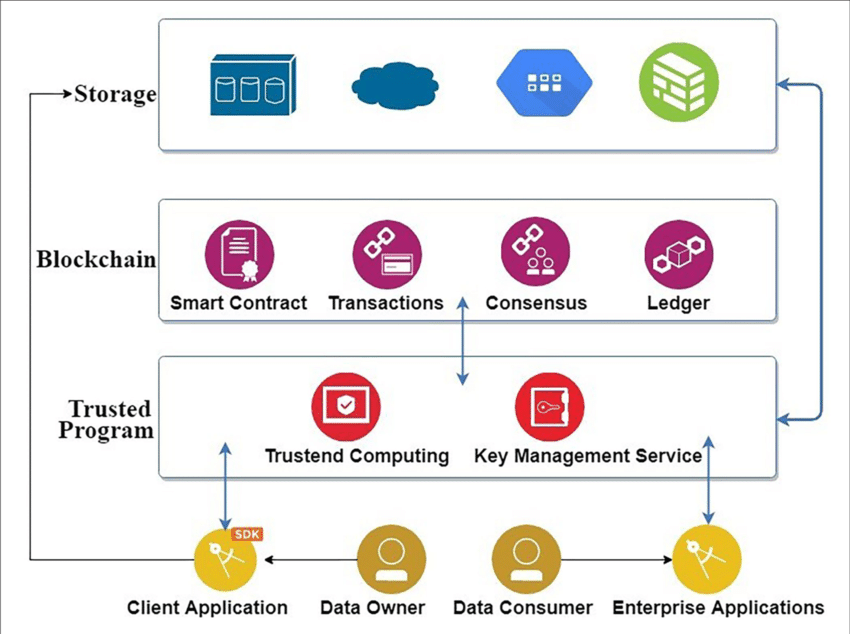 Storage
Blockchain
Smart Contract
Transactions
Consensus
Ledger
Trusted
Program
Trustend Computing
Key Management Service
SDK
Client Application
Data Owner
Data Consumer
Enterprise Applications